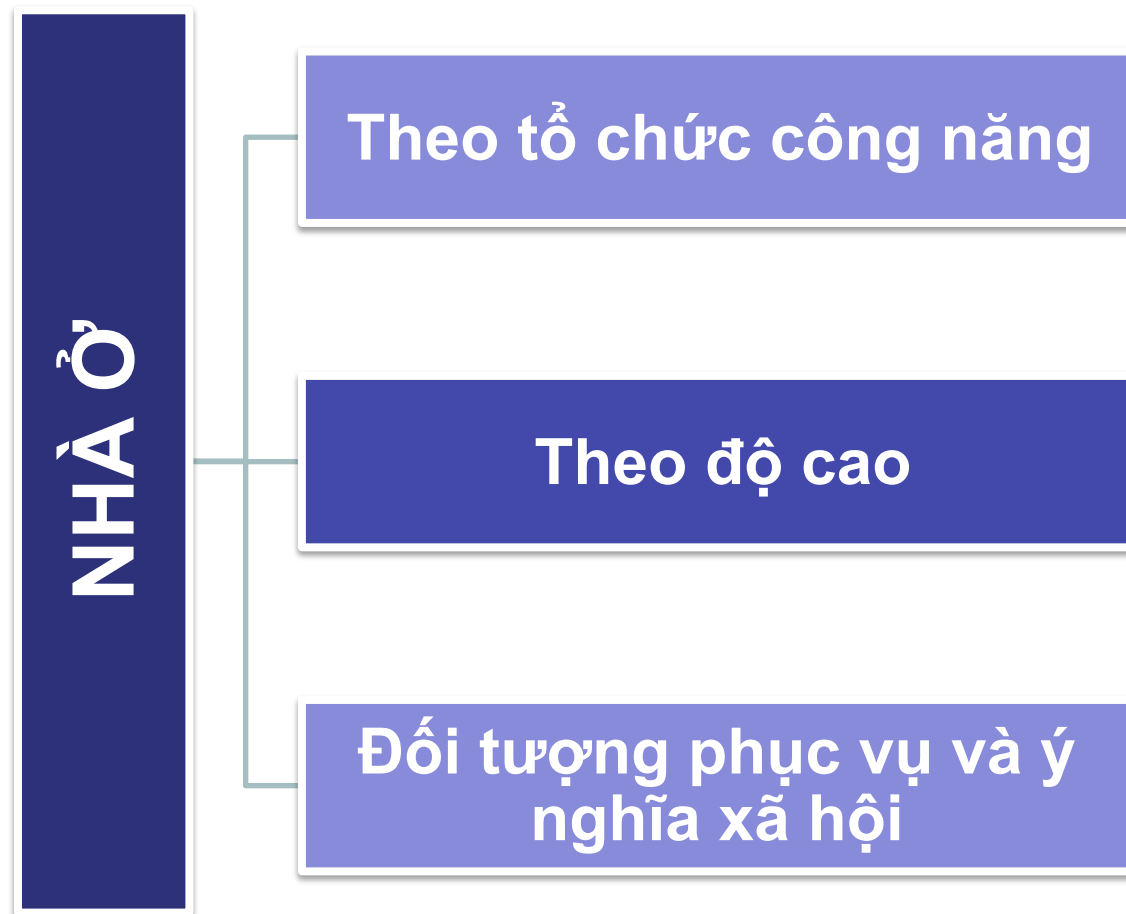 NHÀ Ở
Theo tổ chức công năng
Theo độ cao
Đối tượng phục vụ và ý
nghĩa xã hội